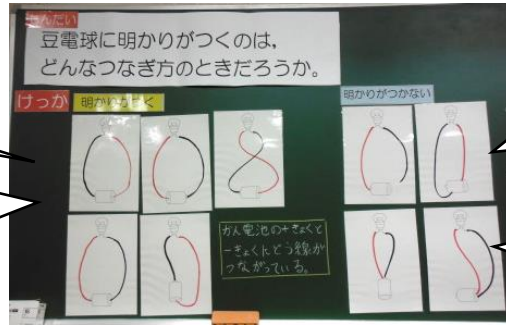 もんだい
豆電球に明かりがつくのは，
どんなつなぎ方のときだろうか。
けっか
明かりがつく
明かりがつかない
かん電池の＋きょくと
－きょくにどう線が
つながっている。